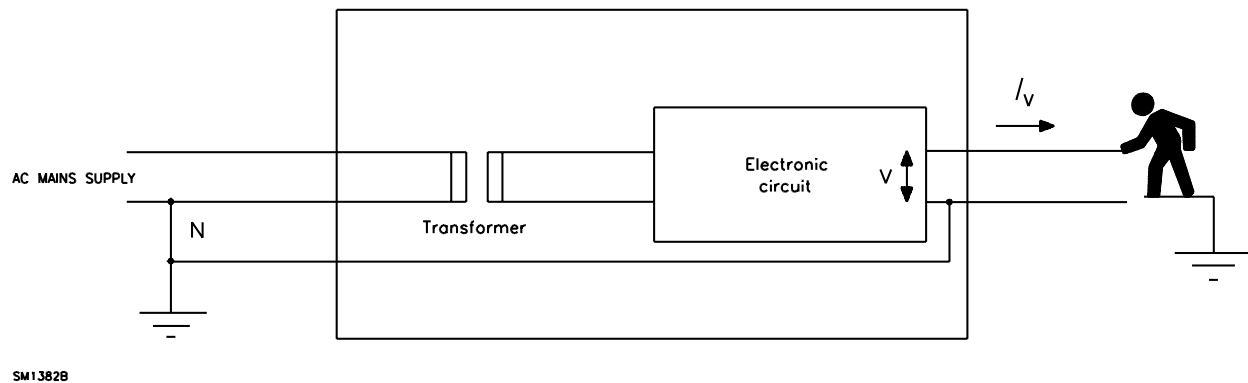 I_V
Electronic
circuit
V
AC MAINS SUPPLY
N
Transformer
SM1382B